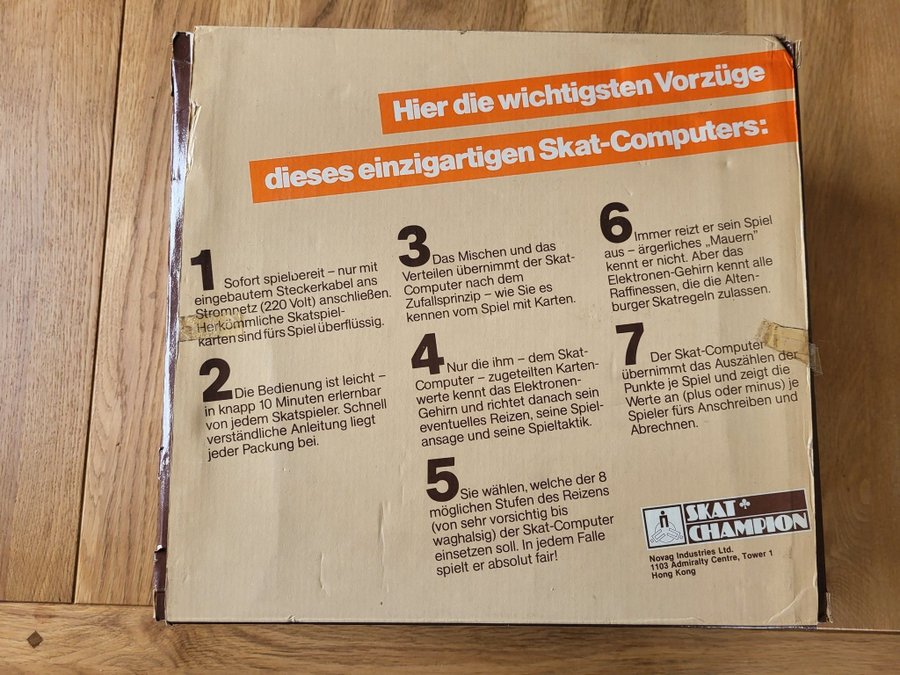 Hier die wichtigsten Vorzüge
dieses einzigartigen Skat-Computers:
1 Sofort spielbereit – nur mit
eingebautem Steckerkabel ans
Stromnetz (220 Volt) anschließen.
Herkömmliche Skatspiel-
karten sind fürs Spiel überflüssig.
2 Die Bedienung ist leicht –
in knapp 10 Minuten erlernbar
von jedem Skatspieler. Schnell
verständliche Anleitung liegt
jeder Packung bei.
3 Das Mischen und das
Verteilen übernimmt der Skat-
Computer nach dem
Zufallsprinzip – wie Sie es
kennen vom Spiel mit Karten.
4 Nur die ihm – dem Skat-
Computer – zugeteilten Karten-
werte kennt das Elektronen-
Gehirn und richtet danach sein
eventuelles Reizen, seine Spiel-
ansage und seine Spieltaktik.
5 Sie wählen, welche der 8
möglichen Stufen des Reizens
(von sehr vorsichtig bis
waghalsig) der Skat-Computer
einsetzen soll. In jedem Falle
spielt er absolut fair!
6 Immer reizt er sein Spiel
aus – ärgerliches „Mauern"
kennt er nicht. Aber das
Elektronen-Gehirn kennt alle
Raffinessen, die die Alten-
burger Skatregeln zulassen.
7 Der Skat-Computer
übernimmt das Auszählen der
Punkte je Spiel und zeigt die
Werte an (plus oder minus) je
Spieler fürs Anschreiben und
Abrechnen.
SKAT
CHAMPION
Novag Industries Ltd.
1103 Admiralty Centre, Tower 1
Hong Kong